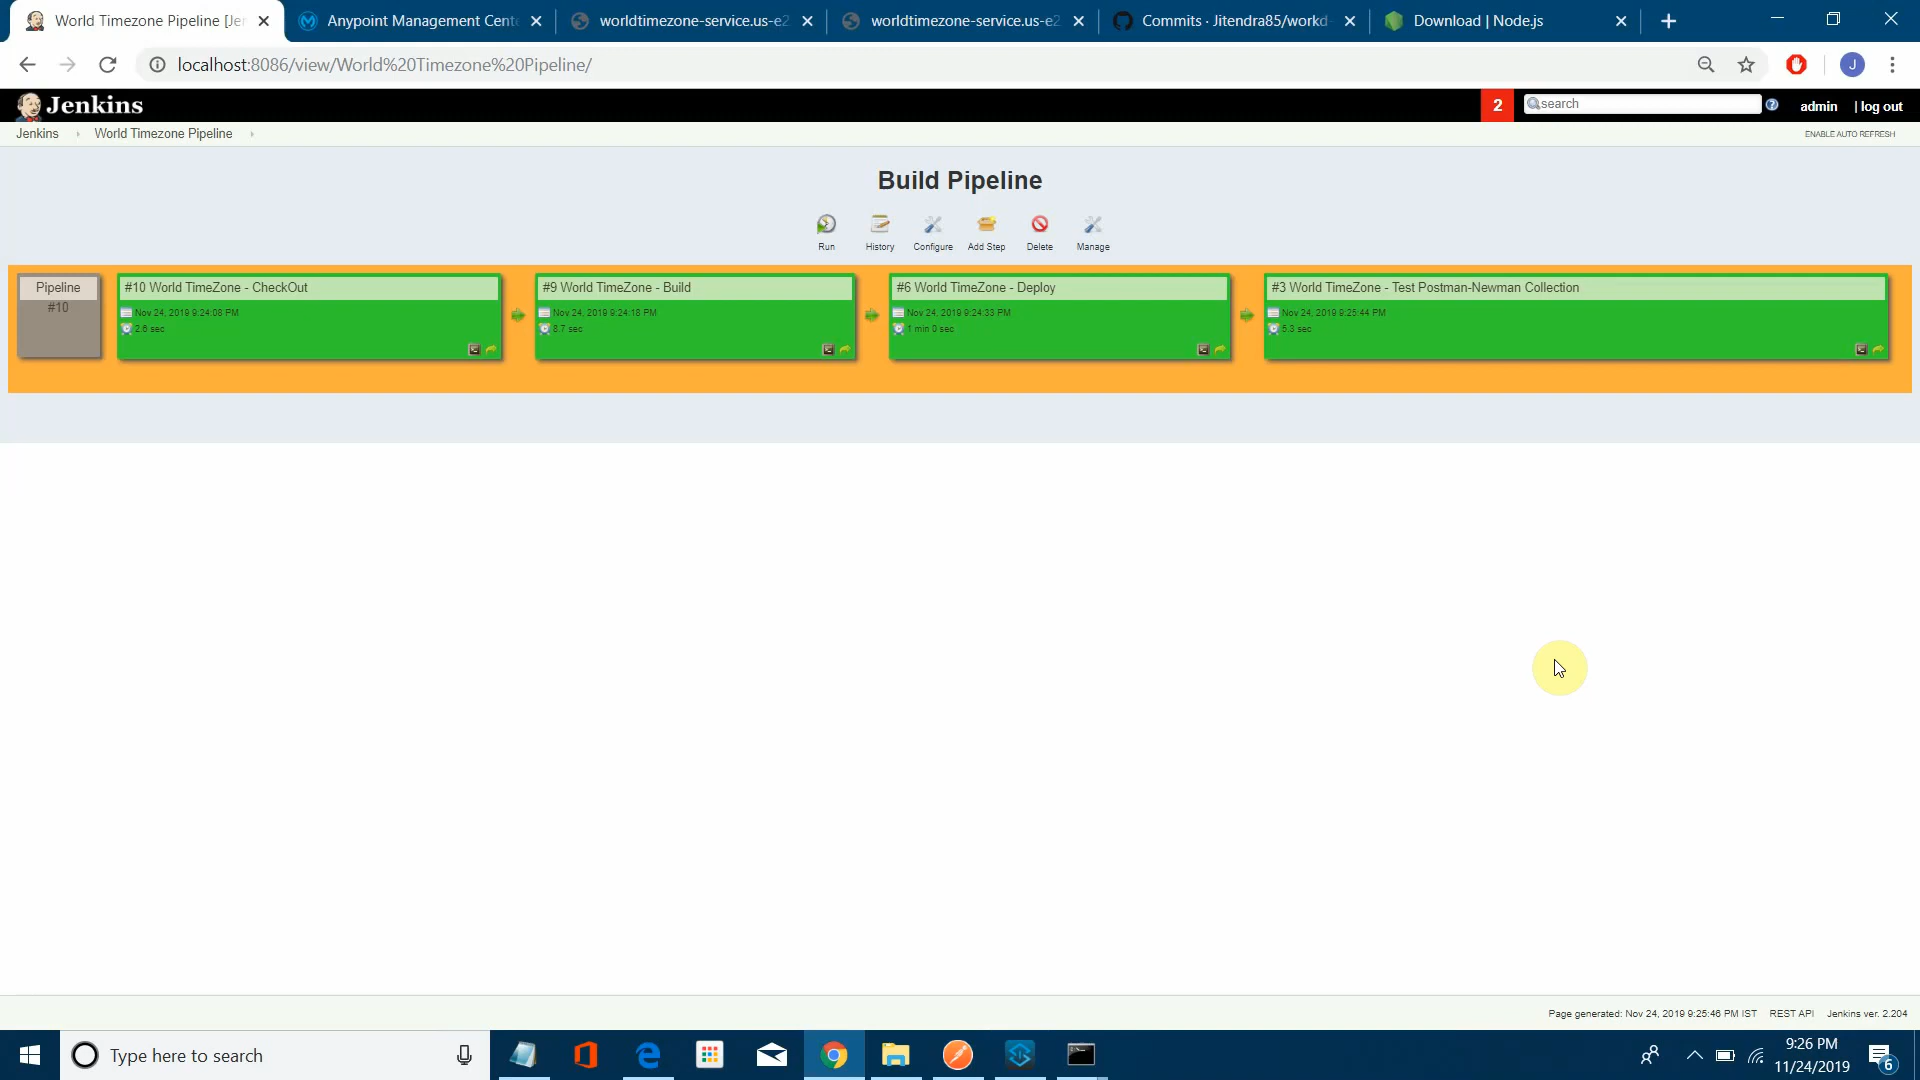 World Timezone Pipeline [Jer
Anypoint Management Cente
worldtimezone-service.us-e2
worldtimezone-service.us-e2
Commits · Jitendra85/workd-
Download | Node.js
localhost:8086/view/World%20Timezone%20Pipeline/
J
Jenkins
2
search
admin
| log out
Jenkins
World Timezone Pipeline
ENABLE AUTO REFRESH
Build Pipeline
Run
History
Configure
Add Step
Delete
Manage
Pipeline
#10
#10 World TimeZone - CheckOut
Nov 24, 2019 9:24:08 PM
2.6 sec
#9 World TimeZone - Build
Nov 24, 2019 9:24:18 PM
8.7 sec
#6 World TimeZone - Deploy
Nov 24, 2019 9:24:33 PM
1 min 0 sec
#3 World TimeZone - Test Postman-Newman Collection
Nov 24, 2019 9:25:44 PM
5.3 sec
Page generated: Nov 24, 2019 9:25:46 PM IST
REST API
Jenkins ver. 2.204
Type here to search
9:26 PM
11/24/2019
6